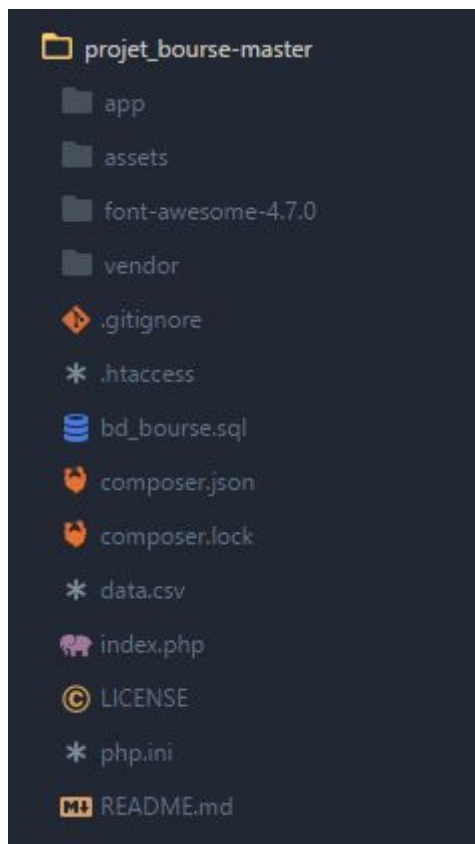 projet_bourse-master
app
assets
font-awesome-4.7.0
vendor
.gitignore
.htaccess
bd_bourse.sql
composer.json
composer.lock
data.csv
index.php
LICENSE
php.ini
README.md